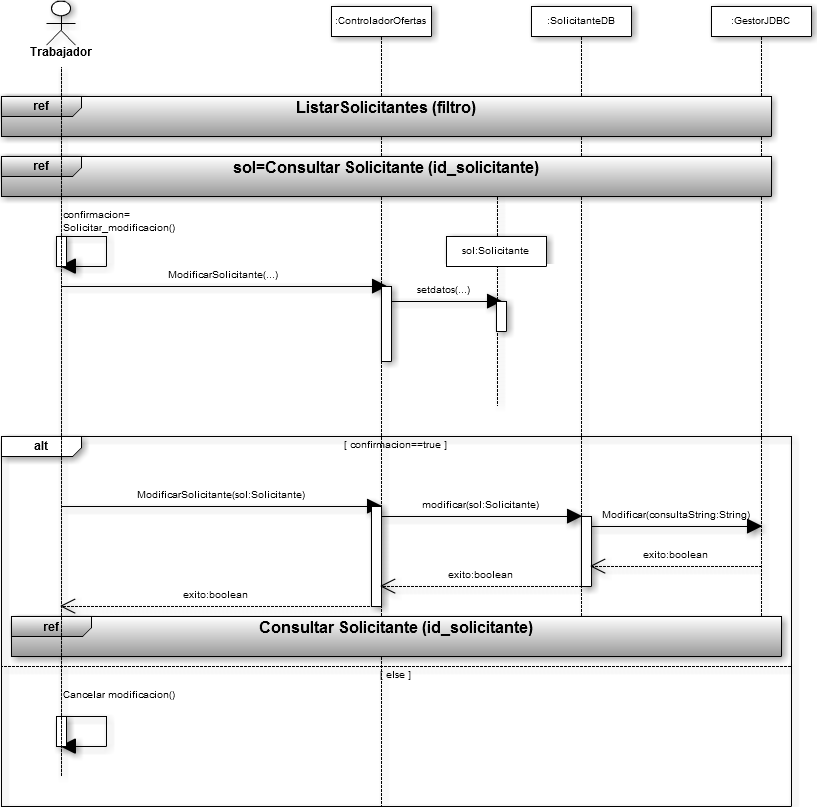 Trabajador
:ControladorOfertas
:SolicitanteDB
:GestorJDBC
ref
ListarSolicitantes (filtro)
ref
sol=Consultar Solicitante (id_solicitante)
confirmacion=
Solicitar_modificacion()
sol:Solicitante
ModificarSolicitante(...)
setdatos(...)
alt
[ confirmacion==true ]
ModificarSolicitante(sol:Solicitante)
modificar(sol:Solicitante)
Modificar(consultaString:String)
exito:boolean
exito:boolean
exito:boolean
ref
Consultar Solicitante (id_solicitante)
[ else ]
Cancelar modificacion()